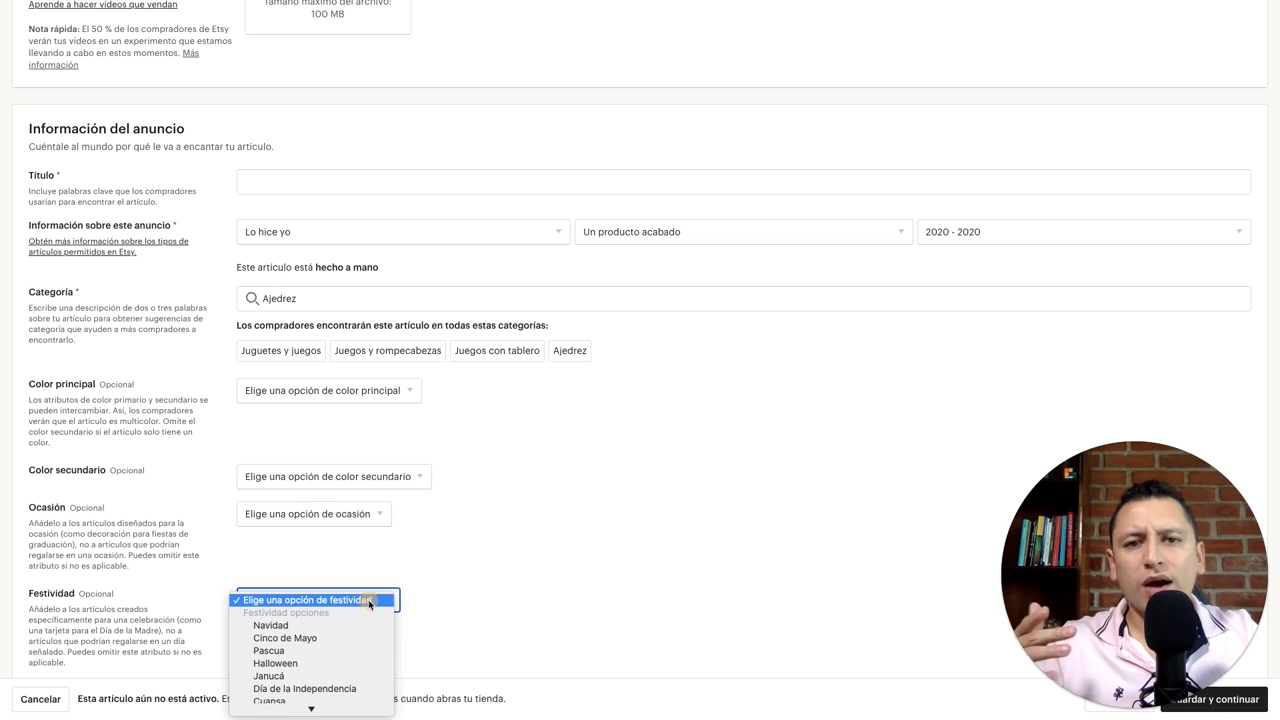 Aprende a hacer vídeos que vendan
Tamaño máximo del archivo:
100 MB
Nota rápida: El 50 % de los compradores de Etsy
verán tus vídeos en un experimento que estamos
llevando a cabo en estos momentos. Más
información
Información del anuncio
Cuéntale al mundo por qué le va a encantar tu artículo.
Título *
Incluye palabras clave que los compradores
usarían para encontrar el artículo.
Información sobre este anuncio *
Obtén más información sobre los tipos de
artículos permitidos en Etsy.
Lo hice yo
Un producto acabado
2020 - 2020
Este artículo está hecho a mano
Categoría *
Escribe una descripción de dos o tres palabras
sobre tu artículo para obtener sugerencias de
categoría que ayuden a más compradores a
encontrarlo.
Ajedrez
Los compradores encontrarán este artículo en todas estas categorías:
Juguetes y juegos
Juegos y rompecabezas
Juegos con tablero
Ajedrez
Color principal Opcional
Los atributos de color primario y secundario se
pueden intercambiar. Así, los compradores
verán que el artículo es multicolor. Omite el
color secundario si el artículo solo tiene un
color.
Elige una opción de color principal
Color secundario Opcional
Elige una opción de color secundario
Ocasión Opcional
Añádelo a los artículos diseñados para la
ocasión (como decoración para fiestas de
graduación), no a artículos que podrían
regalarse en una ocasión. Puedes omitir este
atributo si no es aplicable.
Elige una opción de ocasión
Festividad Opcional
Añádelo a los artículos creados
específicamente para una celebración (como
una tarjeta para el Día de la Madre), no a
artículos que podrían regalarse en un día
señalado. Puedes omitir este atributo si no es
aplicable.
Elige una opción de festividad
Festividad opciones
Navidad
Cinco de Mayo
Pascua
Halloween
Janucá
Día de la Independencia
Cuansa
Cancelar
Esta artículo aún no está activo. Es
s cuando abras tu tienda.
uardar y continuar